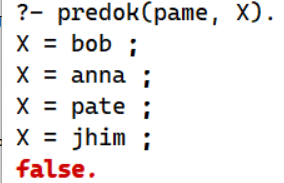 ?- predok(pame, X).
X = bob ;
X = anna ;
X = pate ;
X = jhim ;
false.